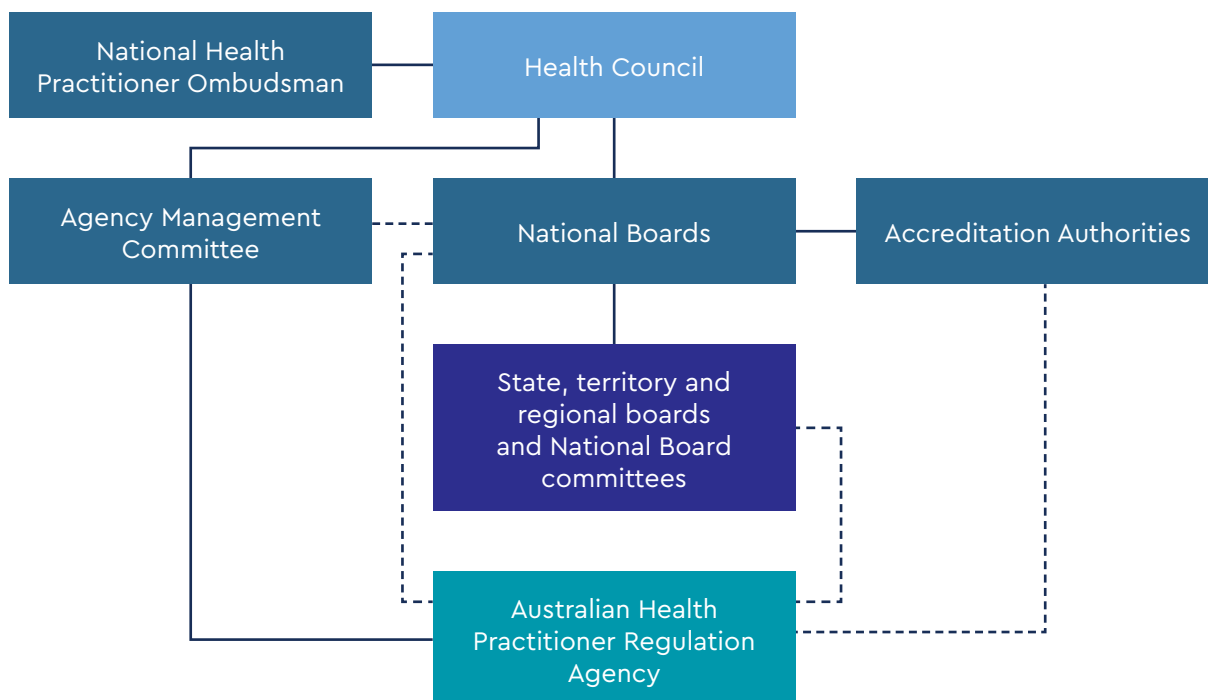 National Health
Practitioner Ombudsman
Health Council
Agency Management
Committee
National Boards
Accreditation Authorities
State, territory and
regional boards
and National Board
committees
Australian Health
Practitioner Regulation
Agency